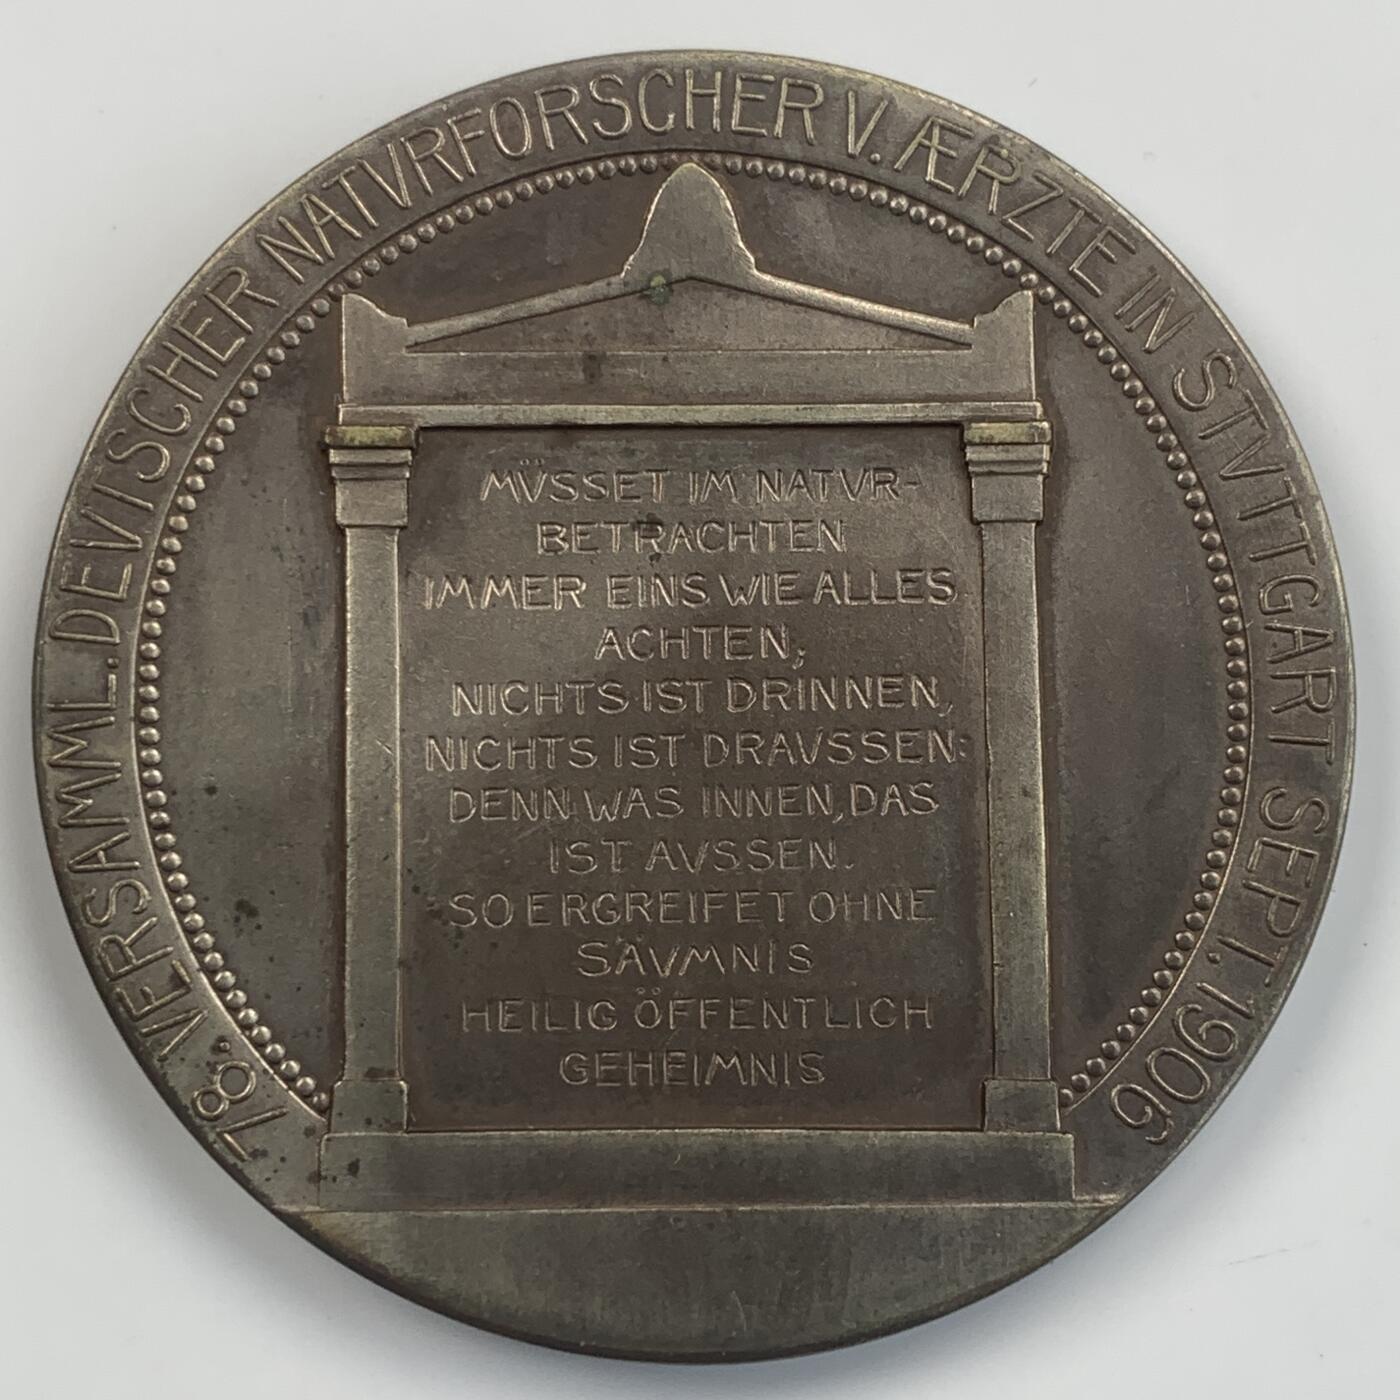 78. VERSAMML. DEVTSCHER NATVRFORSCHER V. ÆRZTE IN STVTTGART SEPT. 1906
MÜSSET IM NATVR-
BETRACHTEN
IMMER EINS WIE ALLES
ACHTEN;
NICHTS IST DRINNEN,
NICHTS IST DRAVSSEN:
DENN WAS INNEN, DAS
IST AVSSEN.
SO ERGREIFET OHNE
SÄVMNIS
HEILIG ÖFFENTLICH
GEHEIMNIS